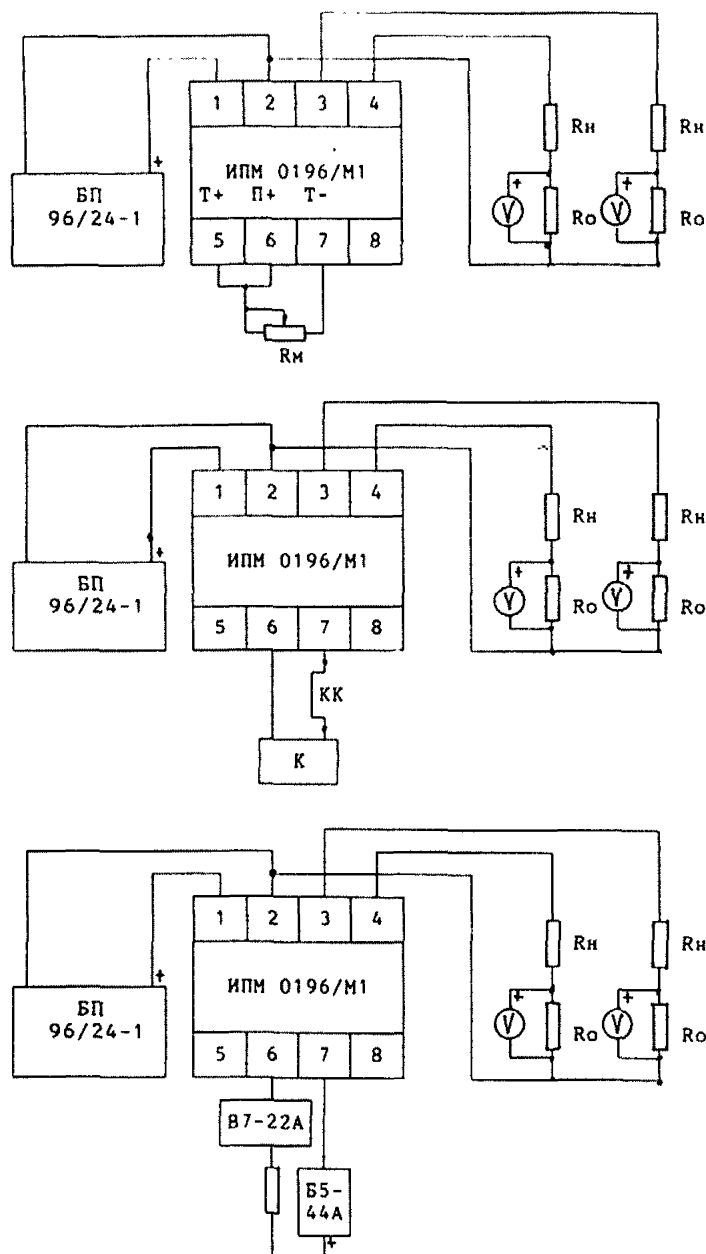 1 2 3 4
ИПМ 0196/М1
Т+ П+ Т-
5 6 7 8
БП
96/24-1
+
Rн
Rн
+
V
Rо
+
V
Rо
Rм
1 2 3 4
ИПМ 0196/М1
5 6 7 8
БП
96/24-1
+
Rн
Rн
+
V
Rо
+
V
Rо
КК
К
1 2 3 4
ИПМ 0196/М1
5 6 7 8
БП
96/24-1
+
Rн
Rн
+
V
Rо
+
V
Rо
В7-22А
Б5-
44А
+